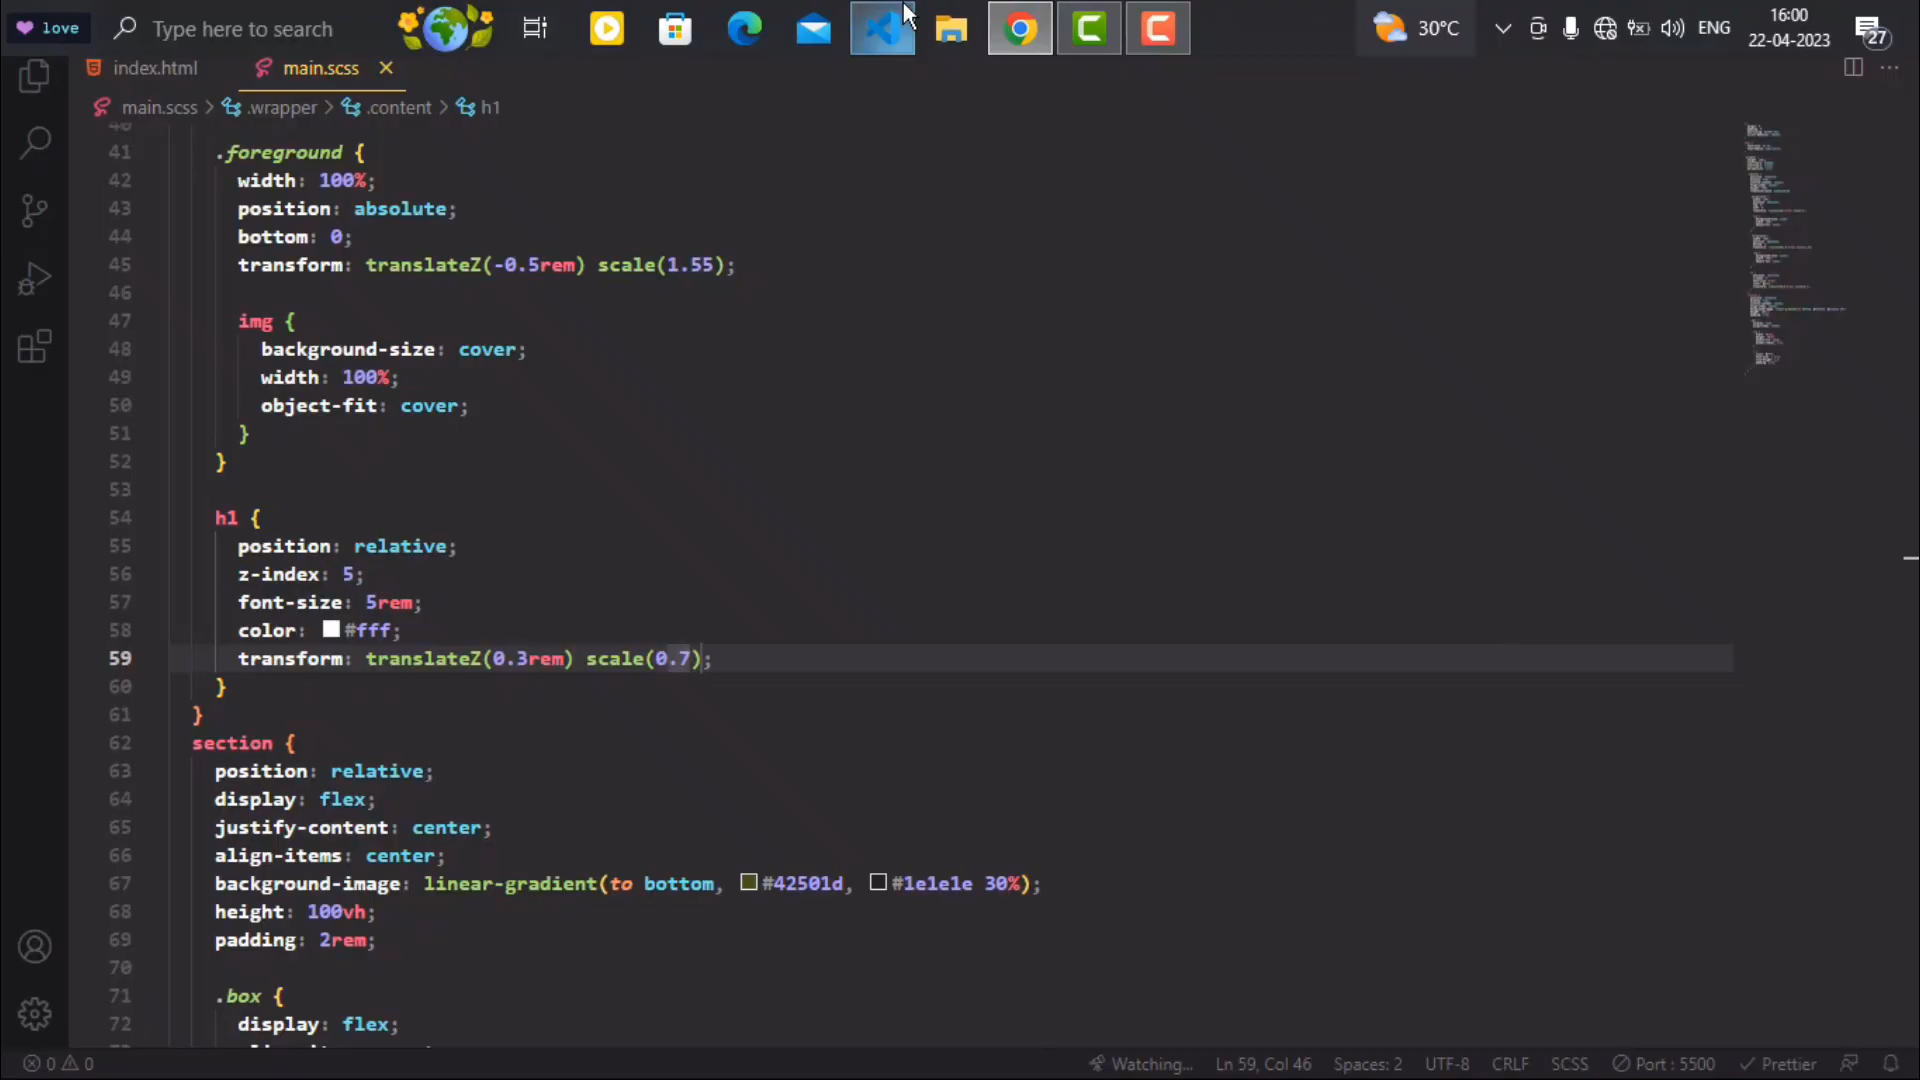 love
Type here to search
30°C
ENG
16:00
22-04-2023
27
index.html
main.scss
main.scss > .wrapper > .content > h1
40
41 .foreground {
42 width: 100%;
43 position: absolute;
44 bottom: 0;
45 transform: translateZ(-0.5rem) scale(1.55);
46
47 img {
48 background-size: cover;
49 width: 100%;
50 object-fit: cover;
51 }
52 }
53
54 h1 {
55 position: relative;
56 z-index: 5;
57 font-size: 5rem;
58 color: #fff;
59 transform: translateZ(0.3rem) scale(0.7);
60 }
61 }
62 section {
63 position: relative;
64 display: flex;
65 justify-content: center;
66 align-items: center;
67 background-image: linear-gradient(to bottom, #42501d, #1e1e1e 30%);
68 height: 100vh;
69 padding: 2rem;
70
71 .box {
72 display: flex;
0 0
Watching...
Ln 59, Col 46
Spaces: 2
UTF-8
CRLF
SCSS
Port : 5500
Prettier